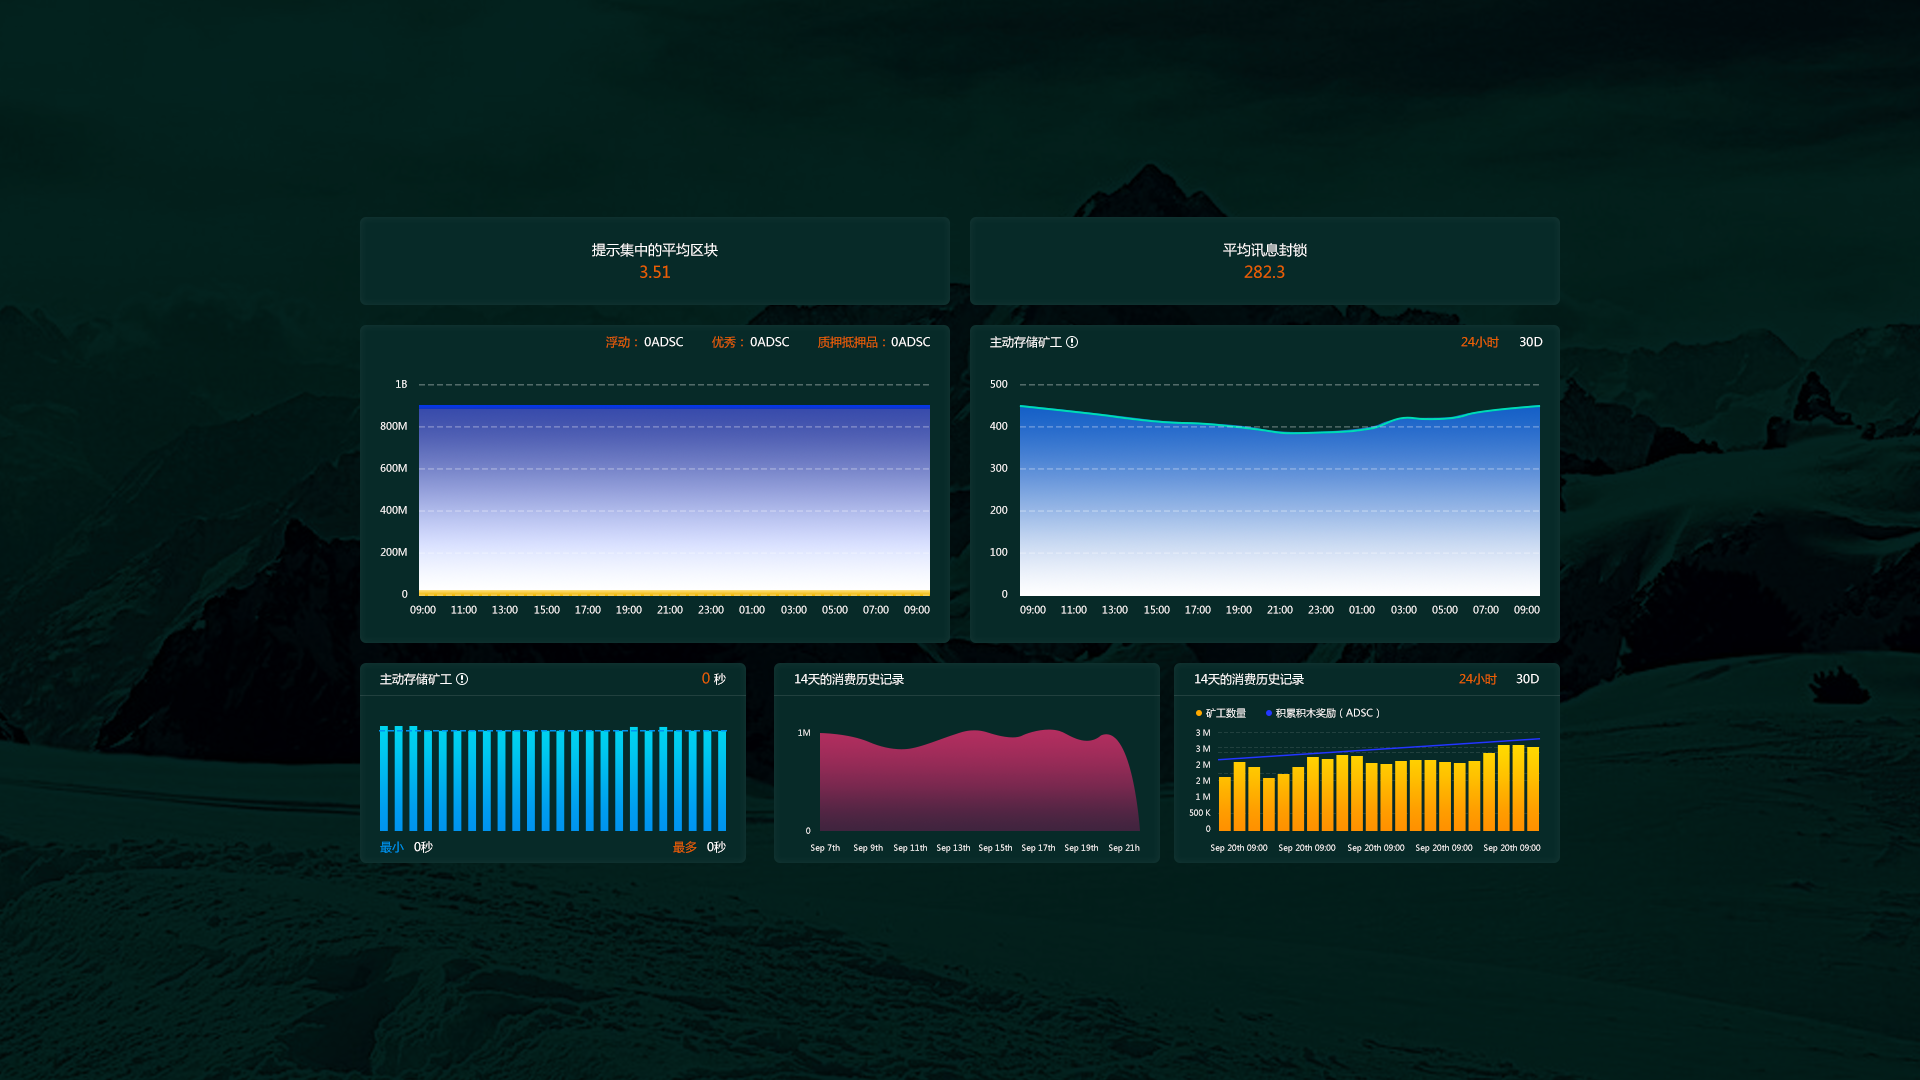 提示集中的平均区块
3.51
平均讯息封锁
282.3
浮动： 0ADSC 优秀： 0ADSC 质押抵押品： 0ADSC
1B
800M
600M
400M
200M
0
09:00 11:00 13:00 15:00 17:00 19:00 21:00 23:00 01:00 03:00 05:00 07:00 09:00
主动存储矿工 24小时 30D
500
400
300
200
100
0
09:00 11:00 13:00 15:00 17:00 19:00 21:00 23:00 01:00 03:00 05:00 07:00 09:00
主动存储矿工 0 秒
最小 0秒 最多 0秒
14天的消费历史记录
1M
0
Sep 7th Sep 9th Sep 11th Sep 13th Sep 15th Sep 17th Sep 19th Sep 21h
14天的消费历史记录 24小时 30D
矿工数量 积累积木奖励（ADSC）
3 M
3 M
2 M
2 M
1 M
500 K
0
Sep 20th 09:00 Sep 20th 09:00 Sep 20th 09:00 Sep 20th 09:00 Sep 20th 09:00